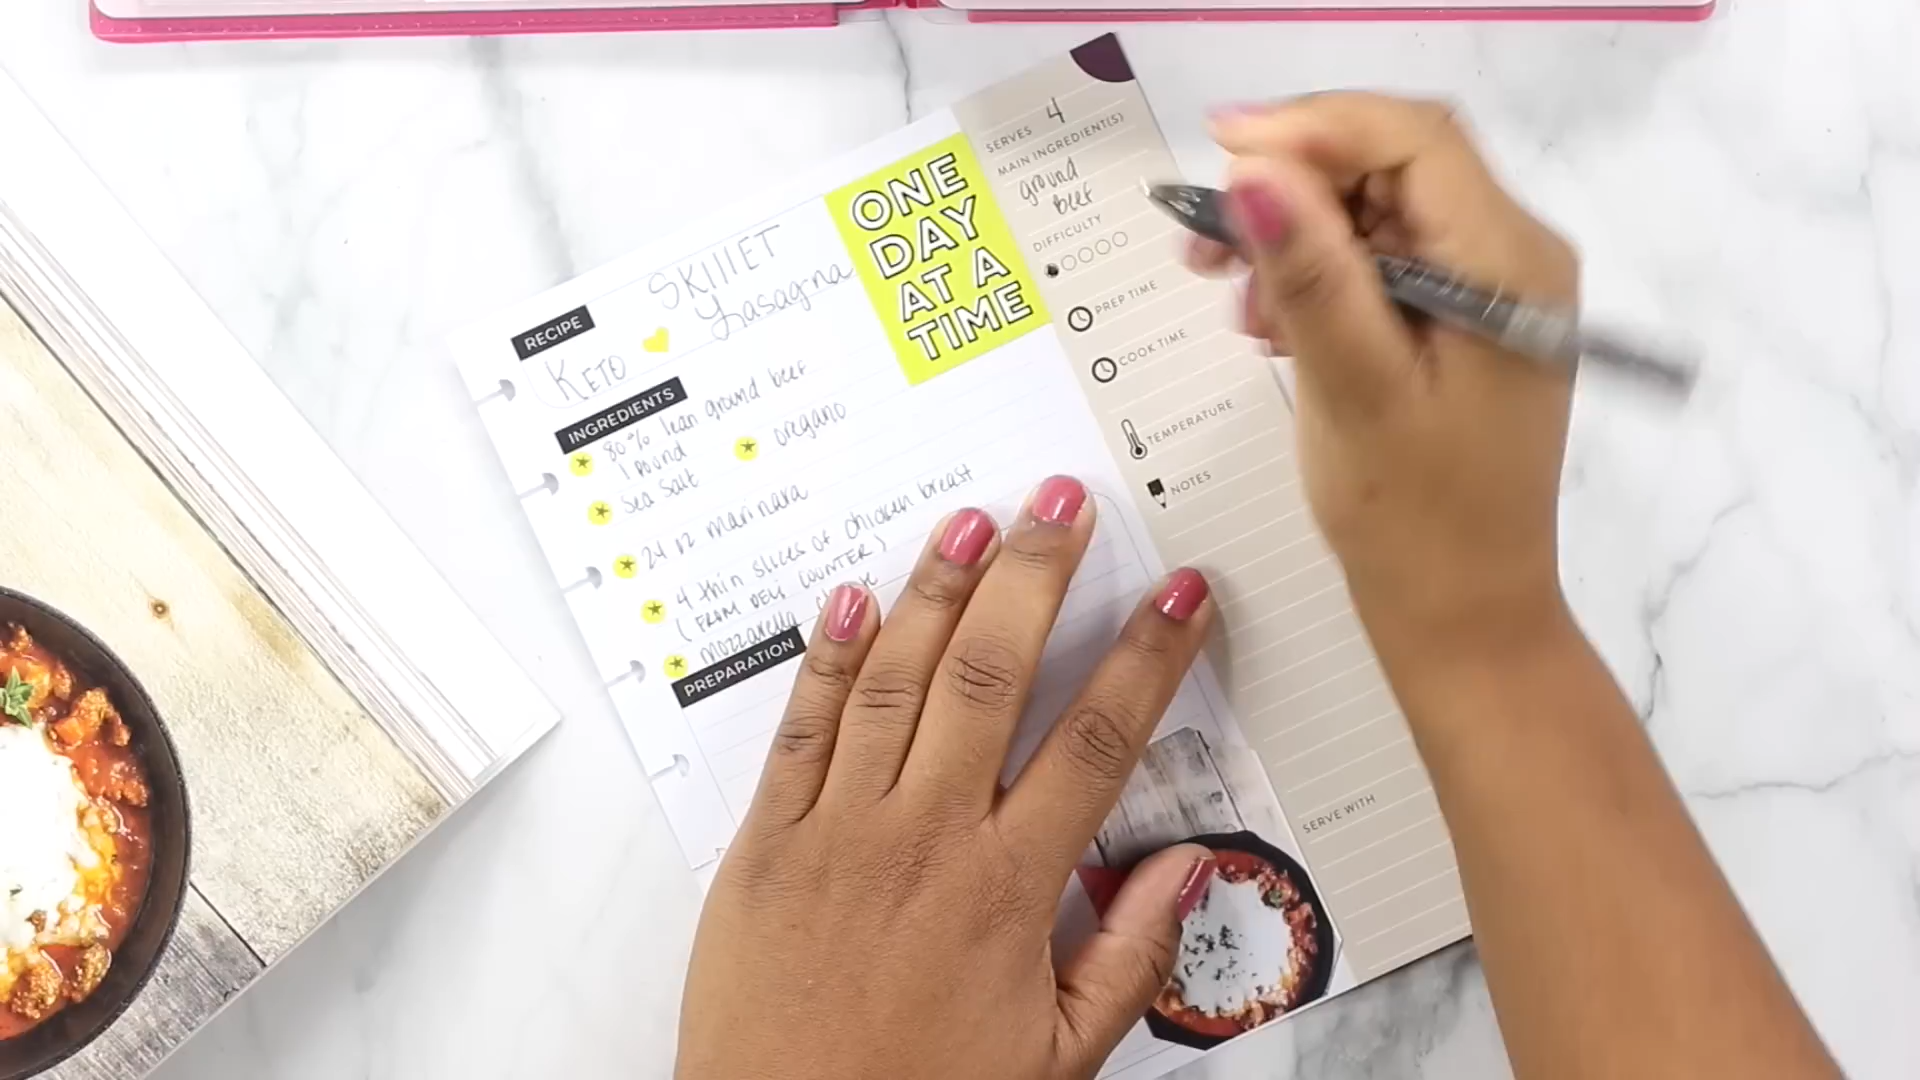 RECIPE
SKIllET
KETO Lasagna
INGREDIENTS
80% lean ground beef
1 pound
oregano
Sea Salt
24 oz marinara
4 thin slices of chicken breast
(FROM DELi COUNTER)
mozzarella
PREPARATION
ONE
DAY
AT A
TIME
SERVES 4
MAIN INGREDIENT(S)
ground
beef
DIFFICULTY
PREP TIME
COOK TIME
TEMPERATURE
NOTES
SERVE WITH